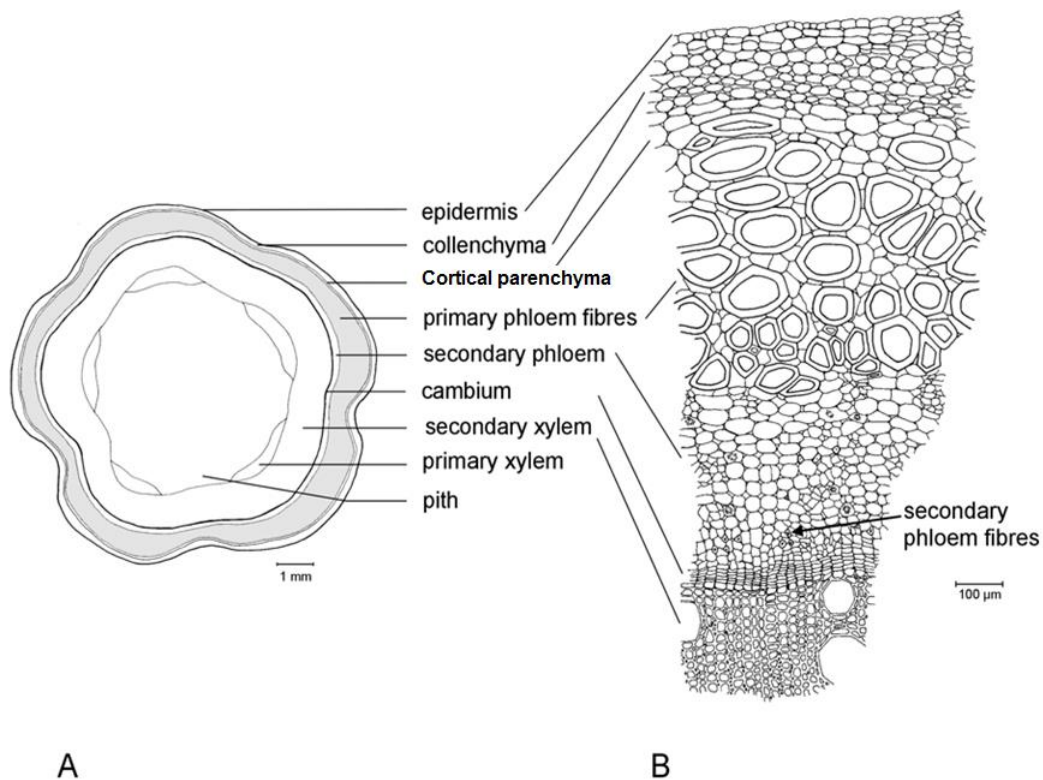 epidermis
collenchyma
Cortical parenchyma
primary phloem fibres
secondary phloem
cambium
secondary xylem
primary xylem
pith
1 mm
secondary
phloem fibres
100 µm
A
B